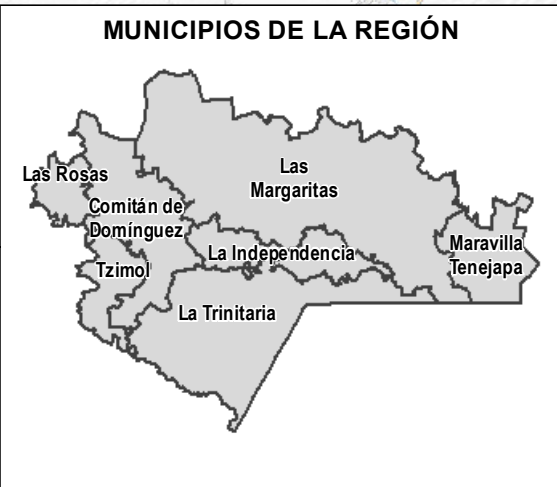 MUNICIPIOS DE LA REGIÓN
Las
Margaritas
Las Rosas
Comitán de
Domínguez
La Independencia
Maravilla
Tenejapa
Tzimol
La Trinitaria